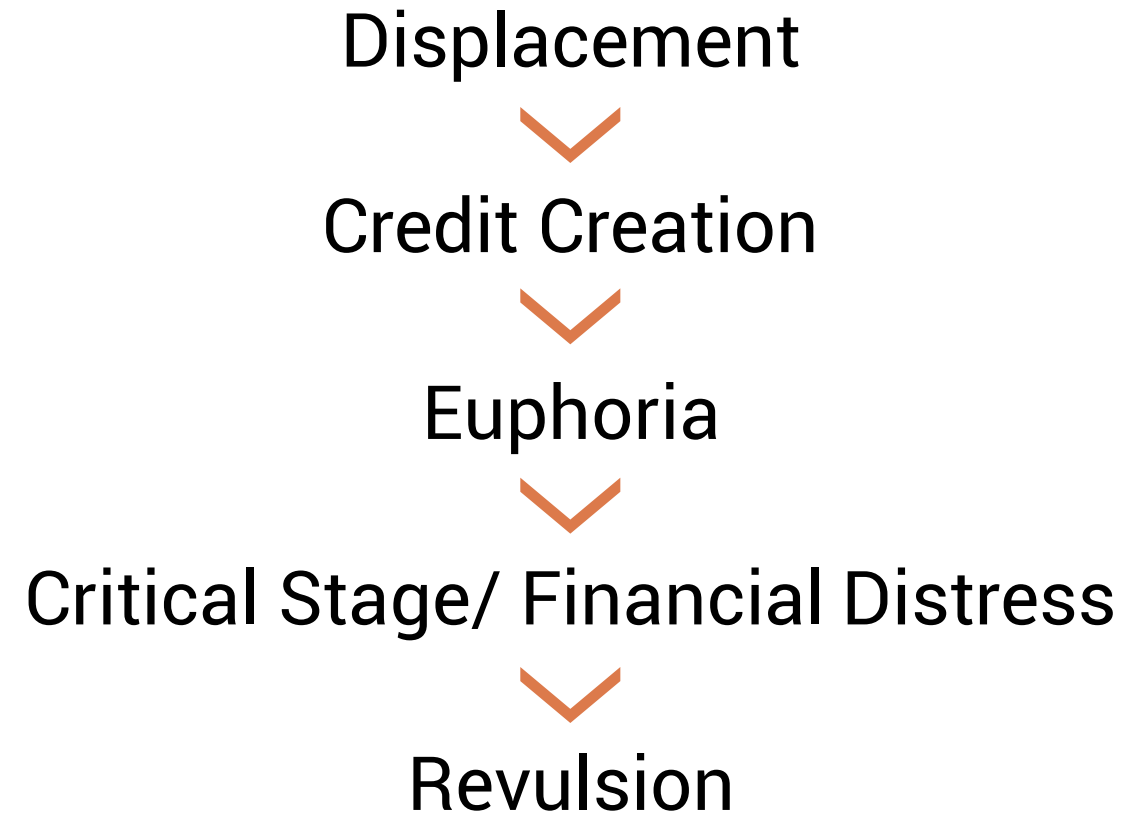 Displacement
Credit Creation
Euphoria
Critical Stage/ Financial Distress
Revulsion